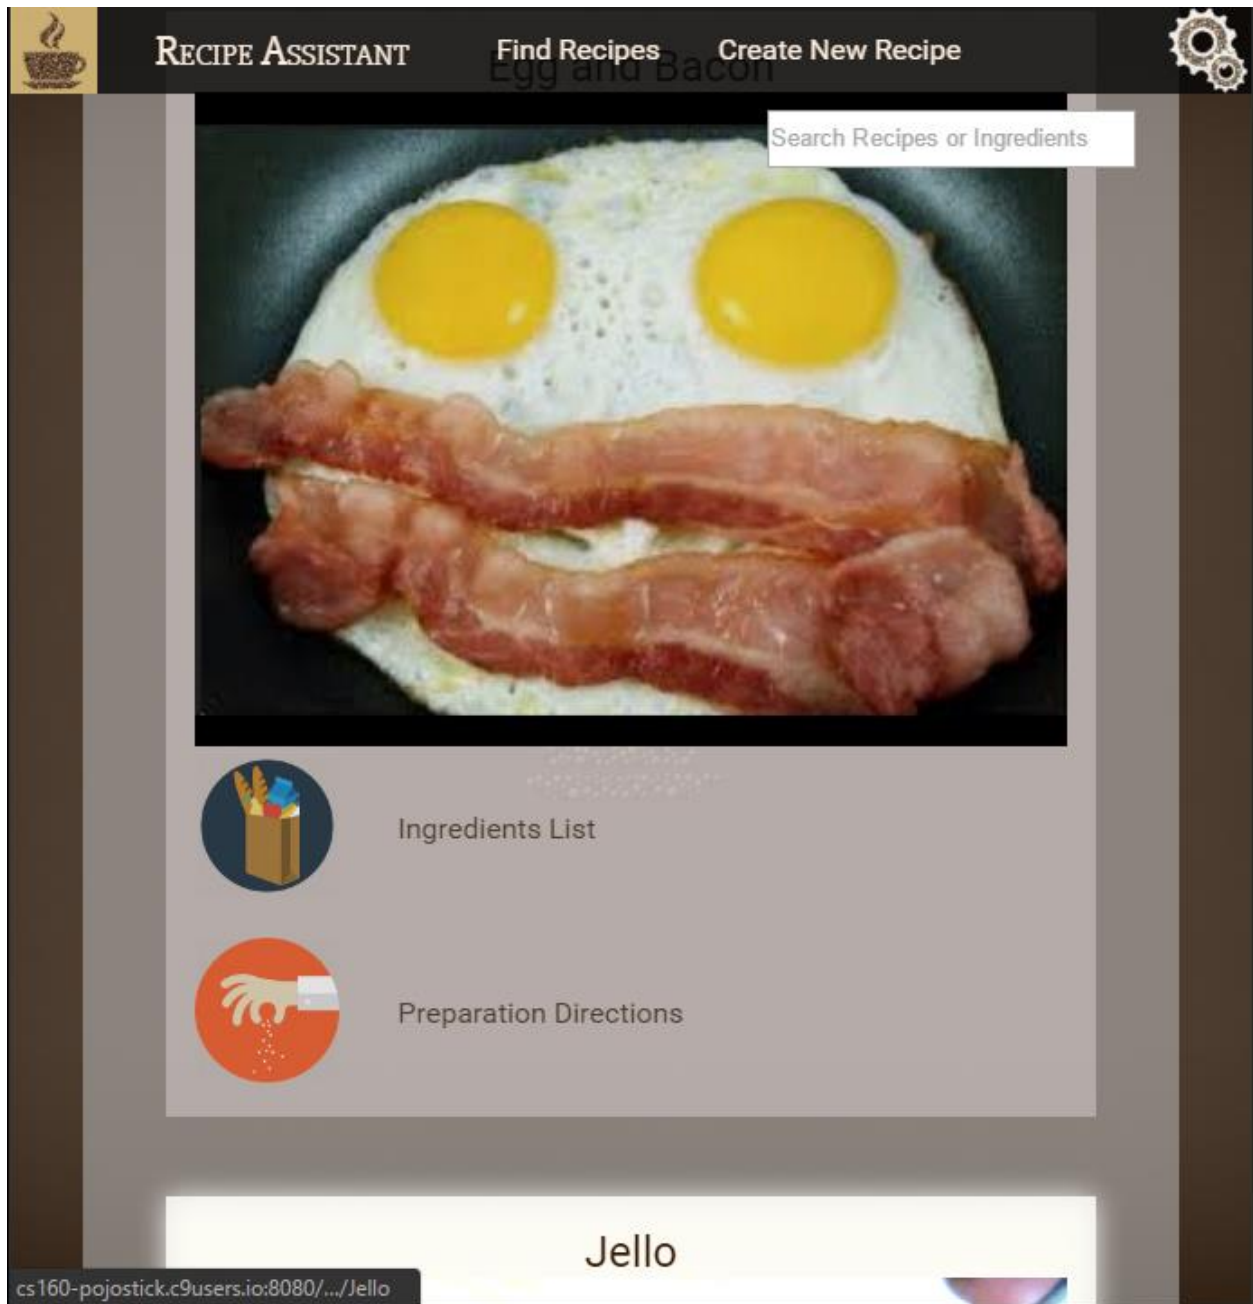 RECIPE ASSISTANT
Find Recipes
Create New Recipe
Egg and Bacon
Search Recipes or Ingredients
Ingredients List
Preparation Directions
Jello
cs160-pojostick.c9users.io:8080/.../Jello